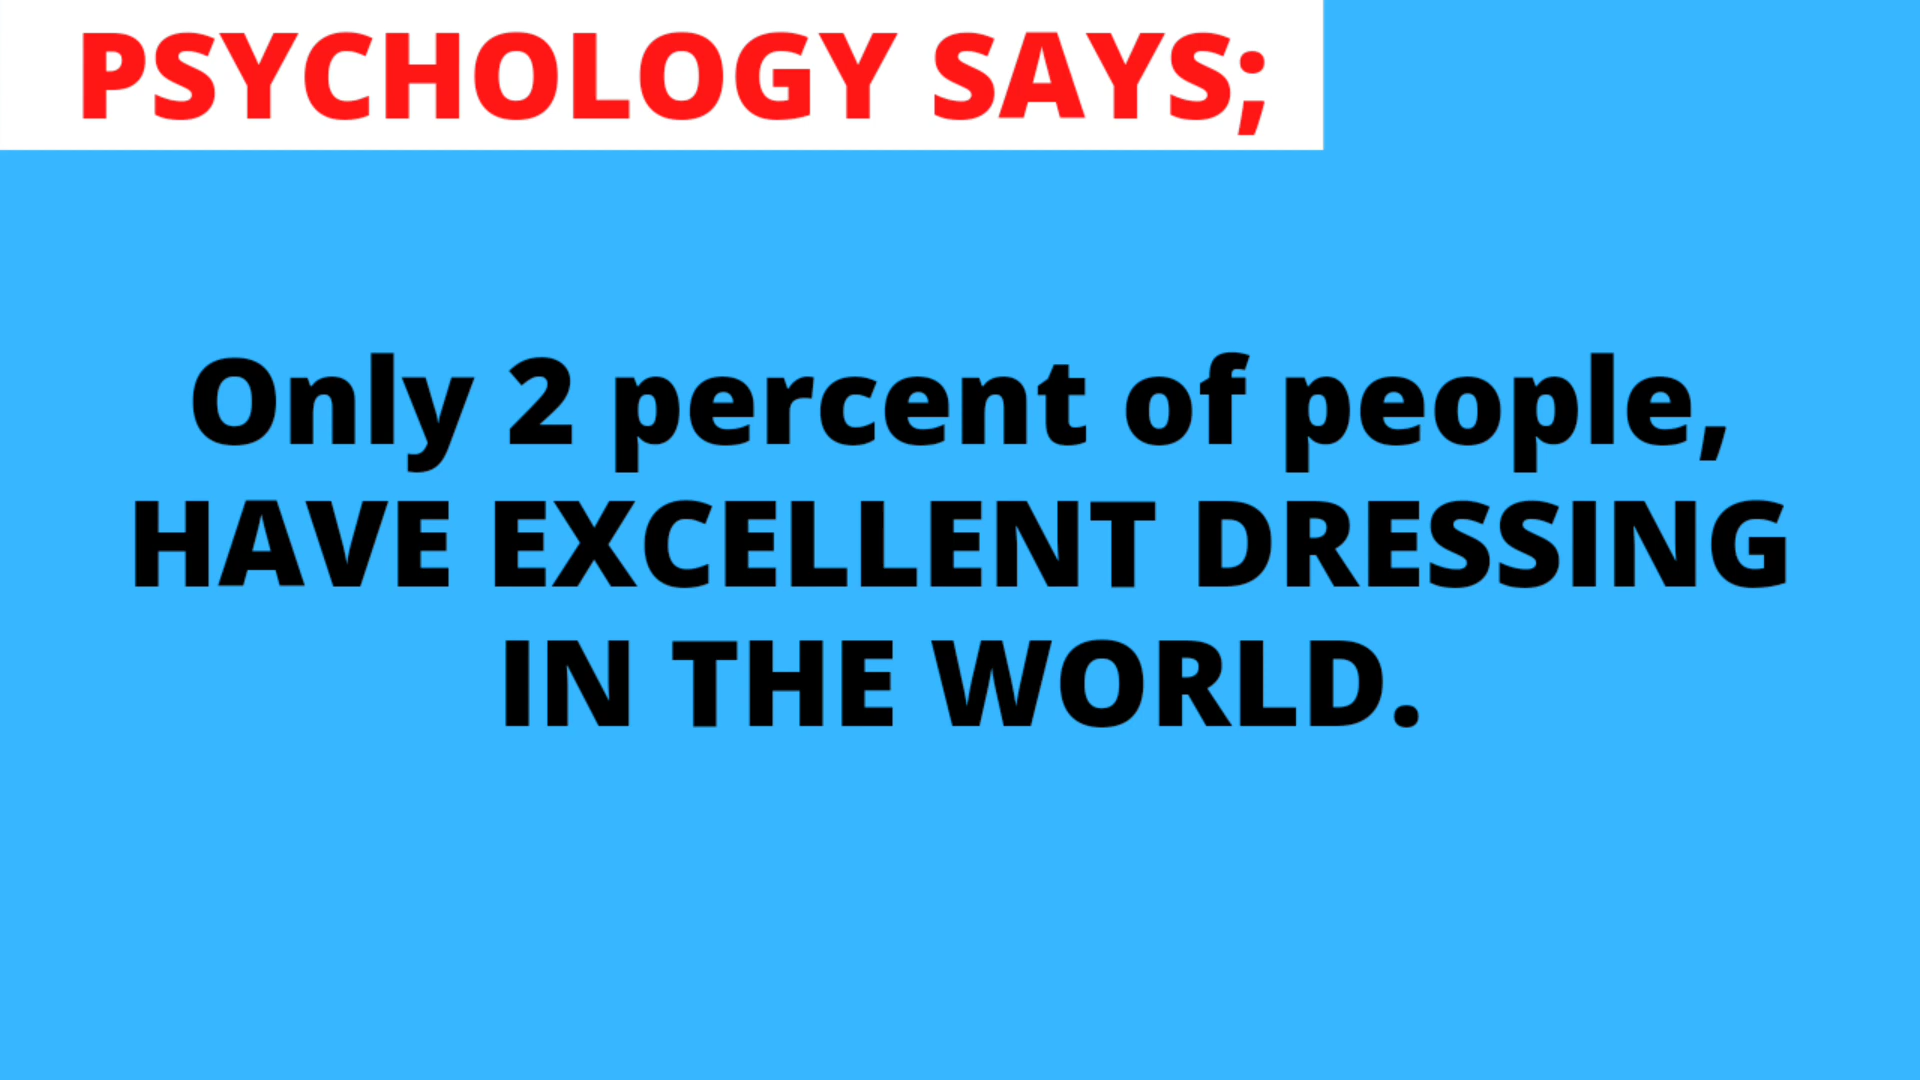 PSYCHOLOGY SAYS;
Only 2 percent of people,
HAVE EXCELLENT DRESSING
IN THE WORLD.